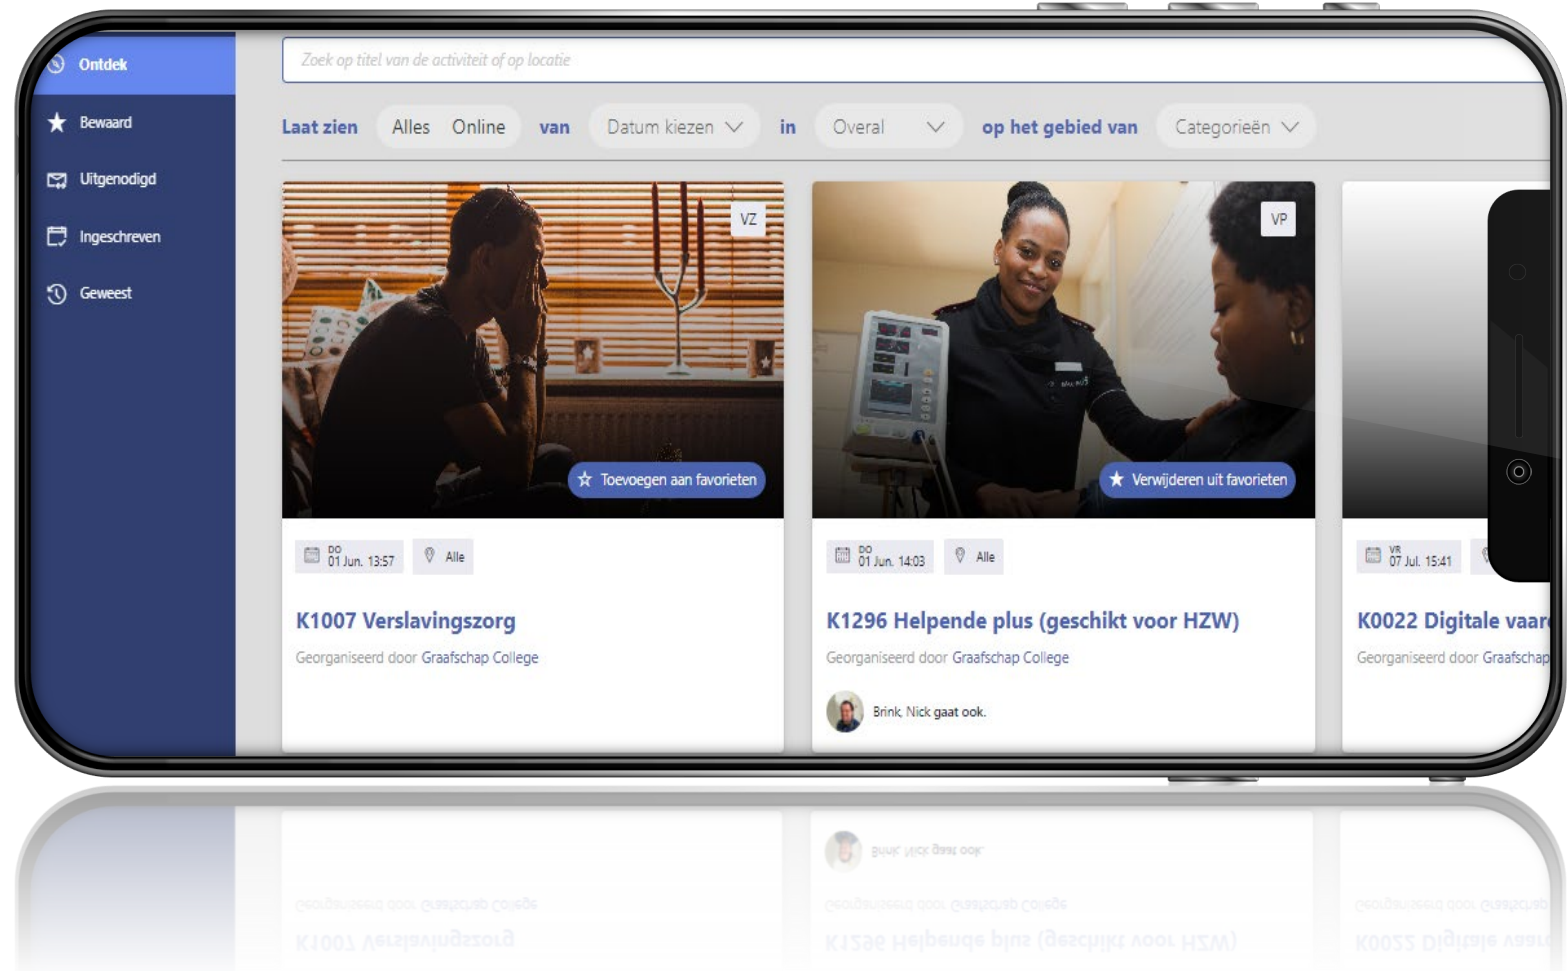 Ontdek
Bewaard
Uitgenodigd
Ingeschreven
Geweest
Zoek op titel van de activiteit of op locatie
Laat zien Alles Online van Datum kiezen in Overal op het gebied van Categorieën
VZ
Toevoegen aan favorieten
DO
01 Jun. 13:57
Alle
K1007 Verslavingszorg
Georganiseerd door Graafschap College
VP
Verwijderen uit favorieten
DO
01 Jun. 14:03
Alle
K1296 Helpende plus (geschikt voor HZW)
Georganiseerd door Graafschap College
Brink, Nick gaat ook.
VR
07 Jul. 15:41
K0022 Digitale vaar
Georganiseerd door Graafschap